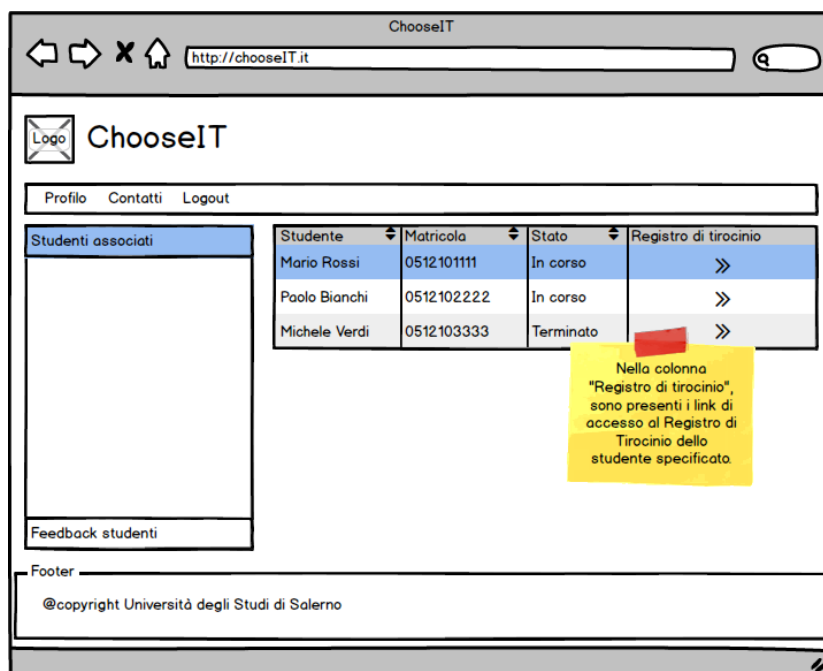 ChooseIT
http://chooseIT.it
Logo
ChooseIT
Profilo Contatti Logout
Studenti associati
Feedback studenti
Studente Matricola Stato Registro di tirocinio
Mario Rossi 0512101111 In corso
Paolo Bianchi 0512102222 In corso
Michele Verdi 0512103333 Terminato
Nella colonna
"Registro di tirocinio",
sono presenti i link di
accesso al Registro di
Tirocinio dello
studente specificato.
Footer
@copyright Università degli Studi di Salerno